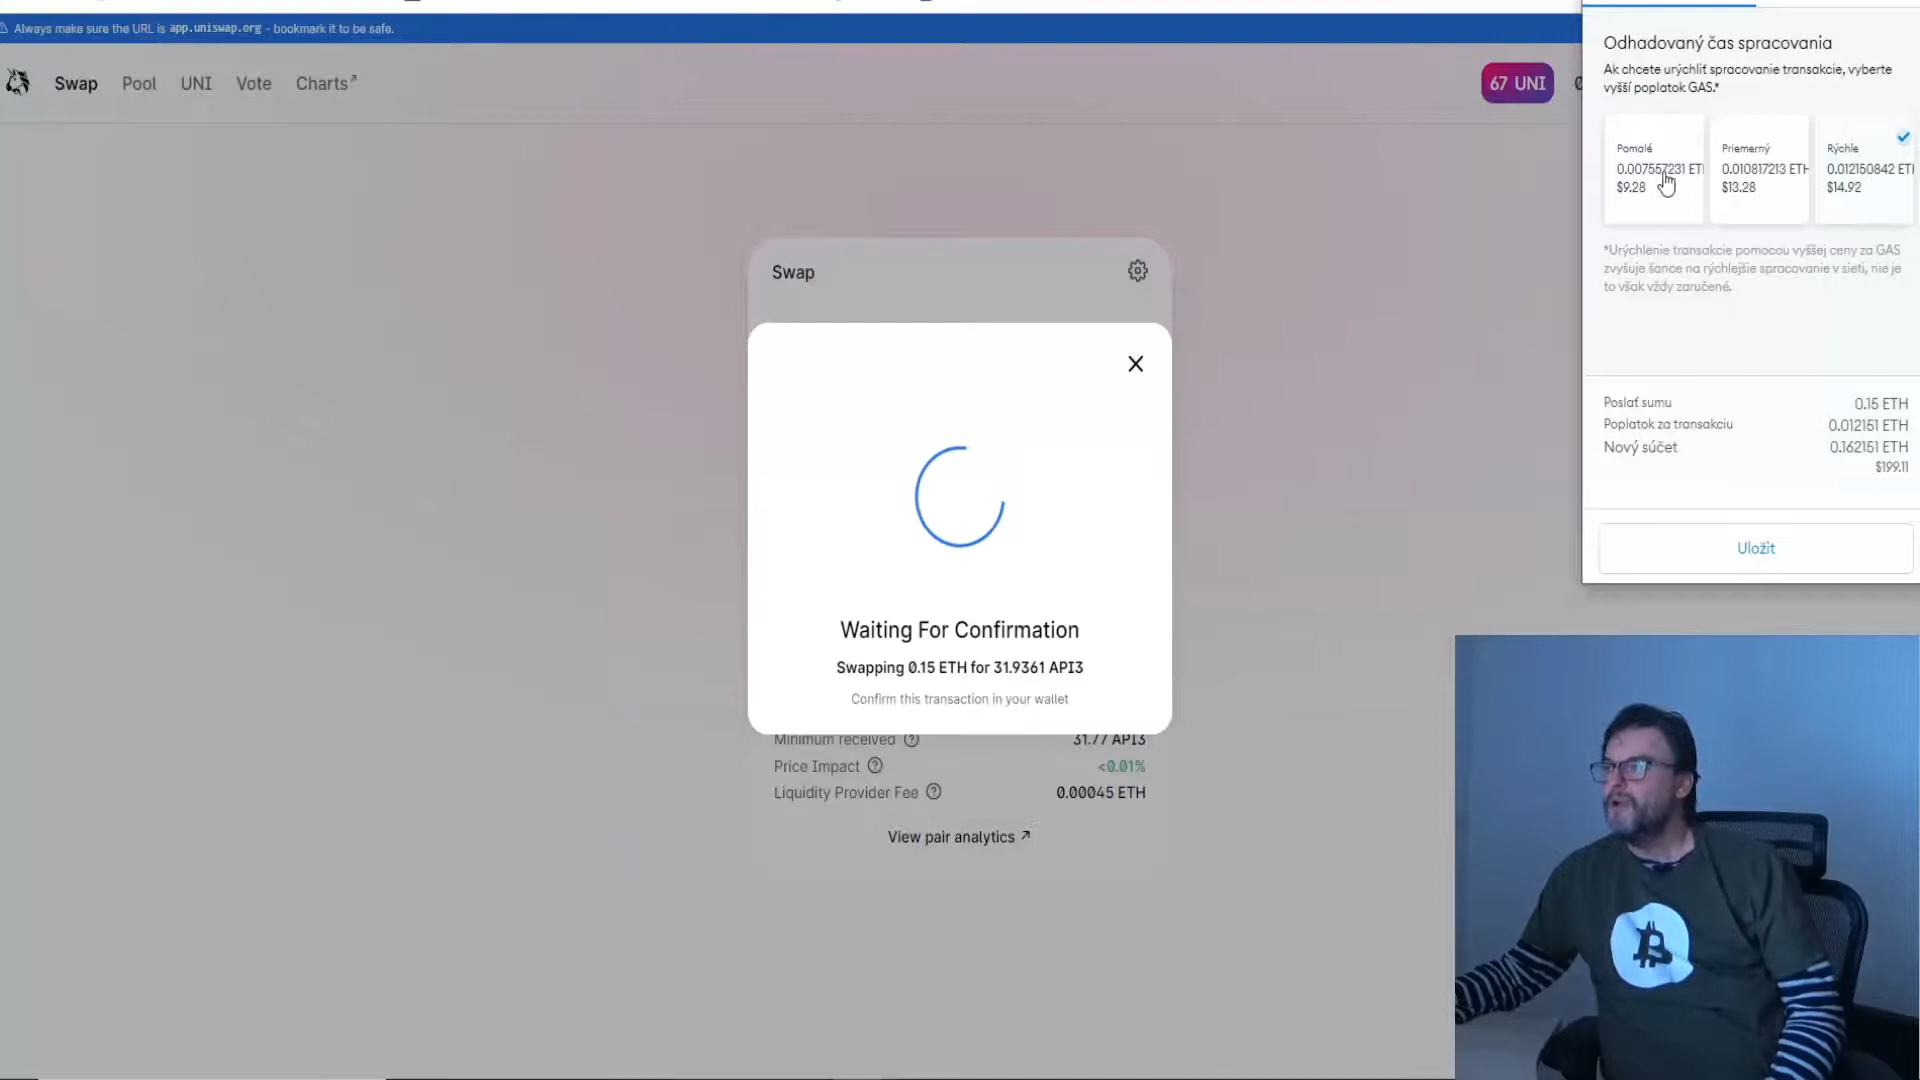 Always make sure the URL is app.uniswap.org - bookmark it to be safe.
Swap Pool UNI Vote Charts↗
67 UNI
Odhadovaný čas spracovania
Ak chcete urýchliť spracovanie transakcie, vyberte
vyšší poplatok GAS.*
Pomalé
0.007557231 ET
$9.28
Priemerný
0.010817213 ETH
$13.28
Rýchle
0.012150842 ET
$14.92
*Urýchlenie transakcie pomocou vyššej ceny za GAS
zvyšuje šance na rýchlejšie spracovanie v sieti, nie je
to však vždy zaručené.
Poslať sumu 0.15 ETH
Poplatok za transakciu 0.012151 ETH
Nový súčet 0.162151 ETH
$199.11
Uložiť
Swap
Waiting For Confirmation
Swapping 0.15 ETH for 31.9361 API3
Confirm this transaction in your wallet
Minimum received 31.77 API3
Price Impact <0.01%
Liquidity Provider Fee 0.00045 ETH
View pair analytics ↗